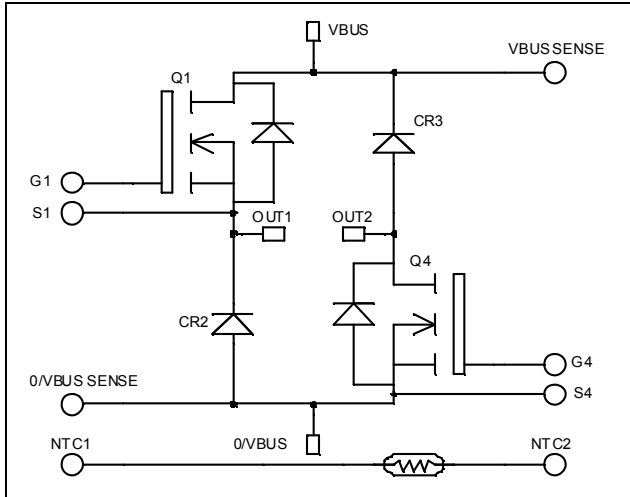 VBUS
VBUS SENSE
Q1
CR3
G1
S1
OUT1
OUT2
Q4
CR2
G4
0/VBUS SENSE
S4
NTC1
0/VBUS
NTC2